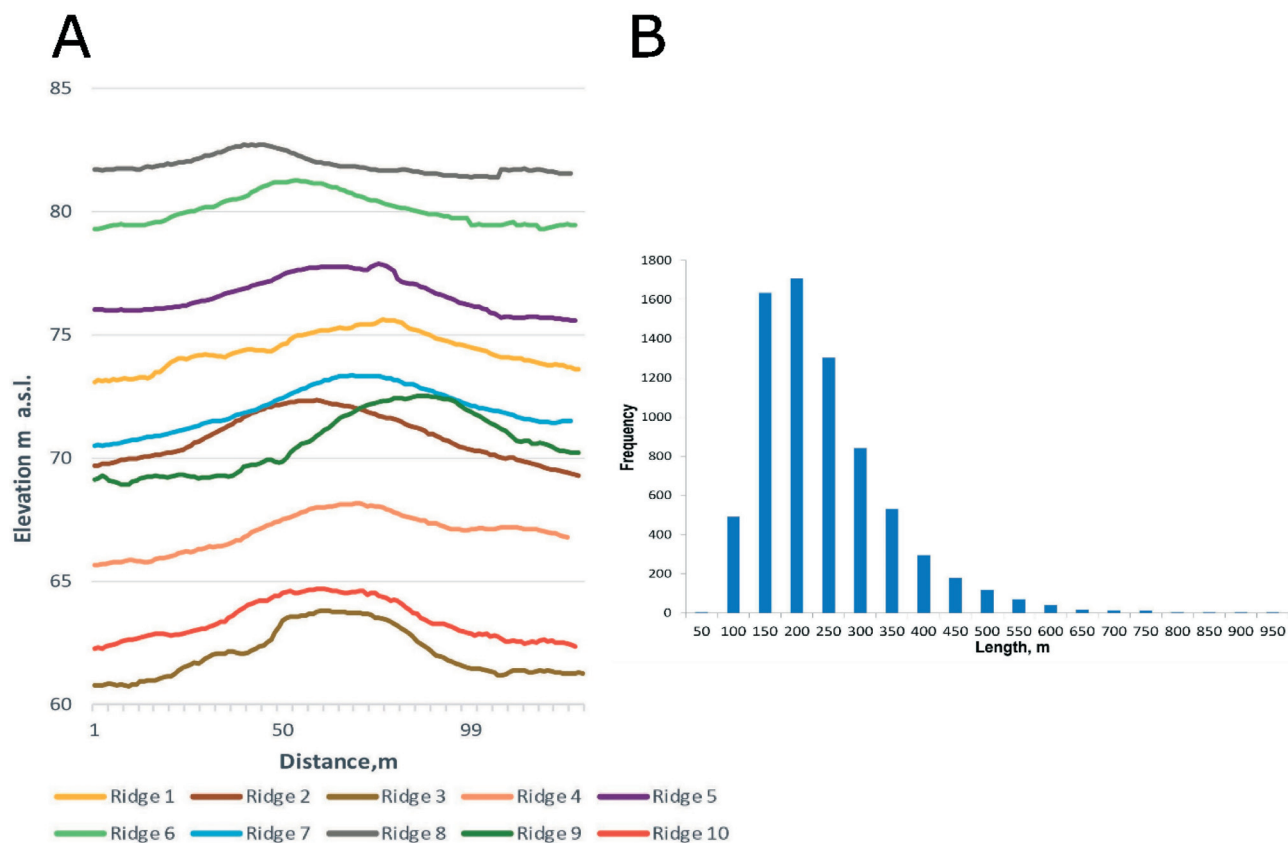 A
B
85
80
75
70
65
60
Elevation m a.s.l.
1 50 99
Distance,m
Ridge 1 Ridge 2 Ridge 3 Ridge 4 Ridge 5
Ridge 6 Ridge 7 Ridge 8 Ridge 9 Ridge 10
1800
1600
1400
1200
1000
800
600
400
200
0
Frequency
50 100 150 200 250 300 350 400 450 500 550 600 650 700 750 800 850 900 950
Length, m